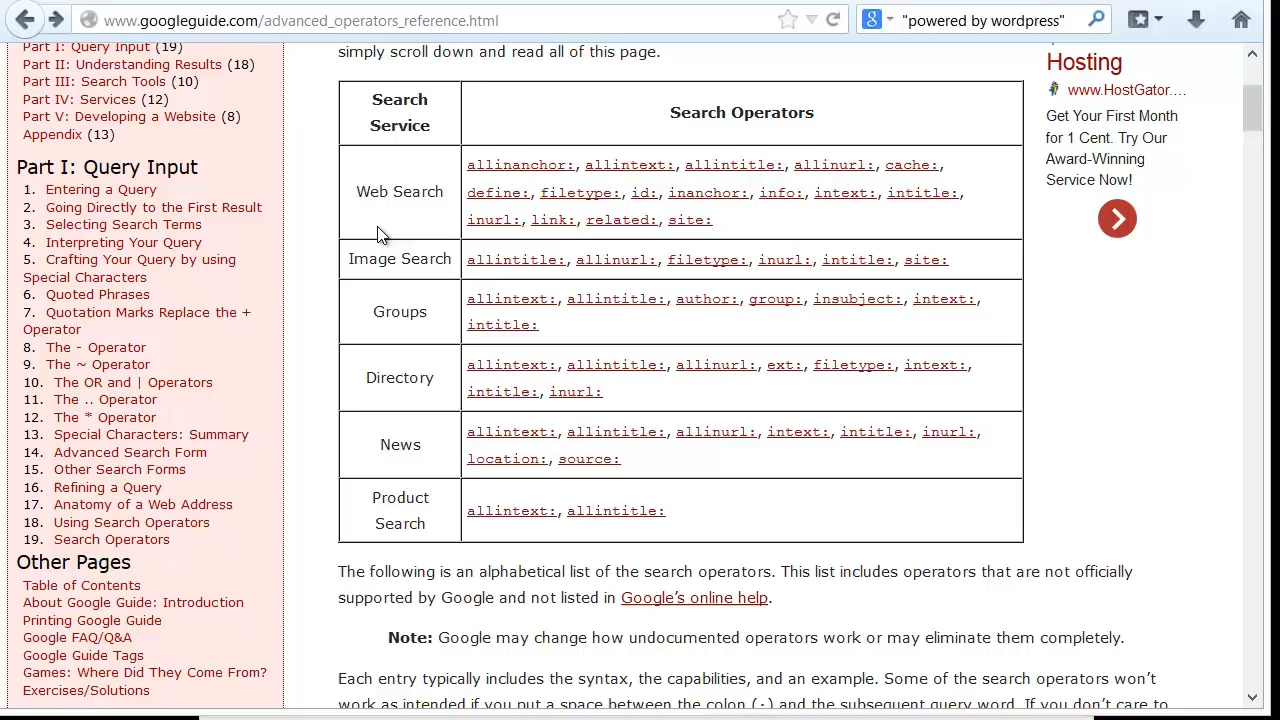 www.googleguide.com/advanced_operators_reference.html
"powered by wordpress"
Part I: Query Input (19)
Part II: Understanding Results (18)
Part III: Search Tools (10)
Part IV: Services (12)
Part V: Developing a Website (8)
Appendix (13)
Part I: Query Input
1. Entering a Query
2. Going Directly to the First Result
3. Selecting Search Terms
4. Interpreting Your Query
5. Crafting Your Query by using
Special Characters
6. Quoted Phrases
7. Quotation Marks Replace the +
Operator
8. The - Operator
9. The ~ Operator
10. The OR and | Operators
11. The .. Operator
12. The * Operator
13. Special Characters: Summary
14. Advanced Search Form
15. Other Search Forms
16. Refining a Query
17. Anatomy of a Web Address
18. Using Search Operators
19. Search Operators
Other Pages
Table of Contents
About Google Guide: Introduction
Printing Google Guide
Google FAQ/Q&A
Google Guide Tags
Games: Where Did They Come From?
Exercises/Solutions
simply scroll down and read all of this page.
Search
Service
Search Operators
Web Search
allinanchor:, allintext:, allintitle:, allinurl:, cache:,
define:, filetype:, id:, inanchor:, info:, intext:, intitle:,
inurl:, link:, related:, site:
Image Search
allintitle:, allinurl:, filetype:, inurl:, intitle:, site:
Groups
allintext:, allintitle:, author:, group:, insubject:, intext:,
intitle:
Directory
allintext:, allintitle:, allinurl:, ext:, filetype:, intext:,
intitle:, inurl:
News
allintext:, allintitle:, allinurl:, intext:, intitle:, inurl:,
location:, source:
Product
Search
allintext:, allintitle:
The following is an alphabetical list of the search operators. This list includes operators that are not officially
supported by Google and not listed in Google's online help.
Note: Google may change how undocumented operators work or may eliminate them completely.
Each entry typically includes the syntax, the capabilities, and an example. Some of the search operators won't
work as intended if you put a space between the colon (:) and the subsequent query word. If you don't care to
Hosting
www.HostGator....
Get Your First Month
for 1 Cent. Try Our
Award-Winning
Service Now!